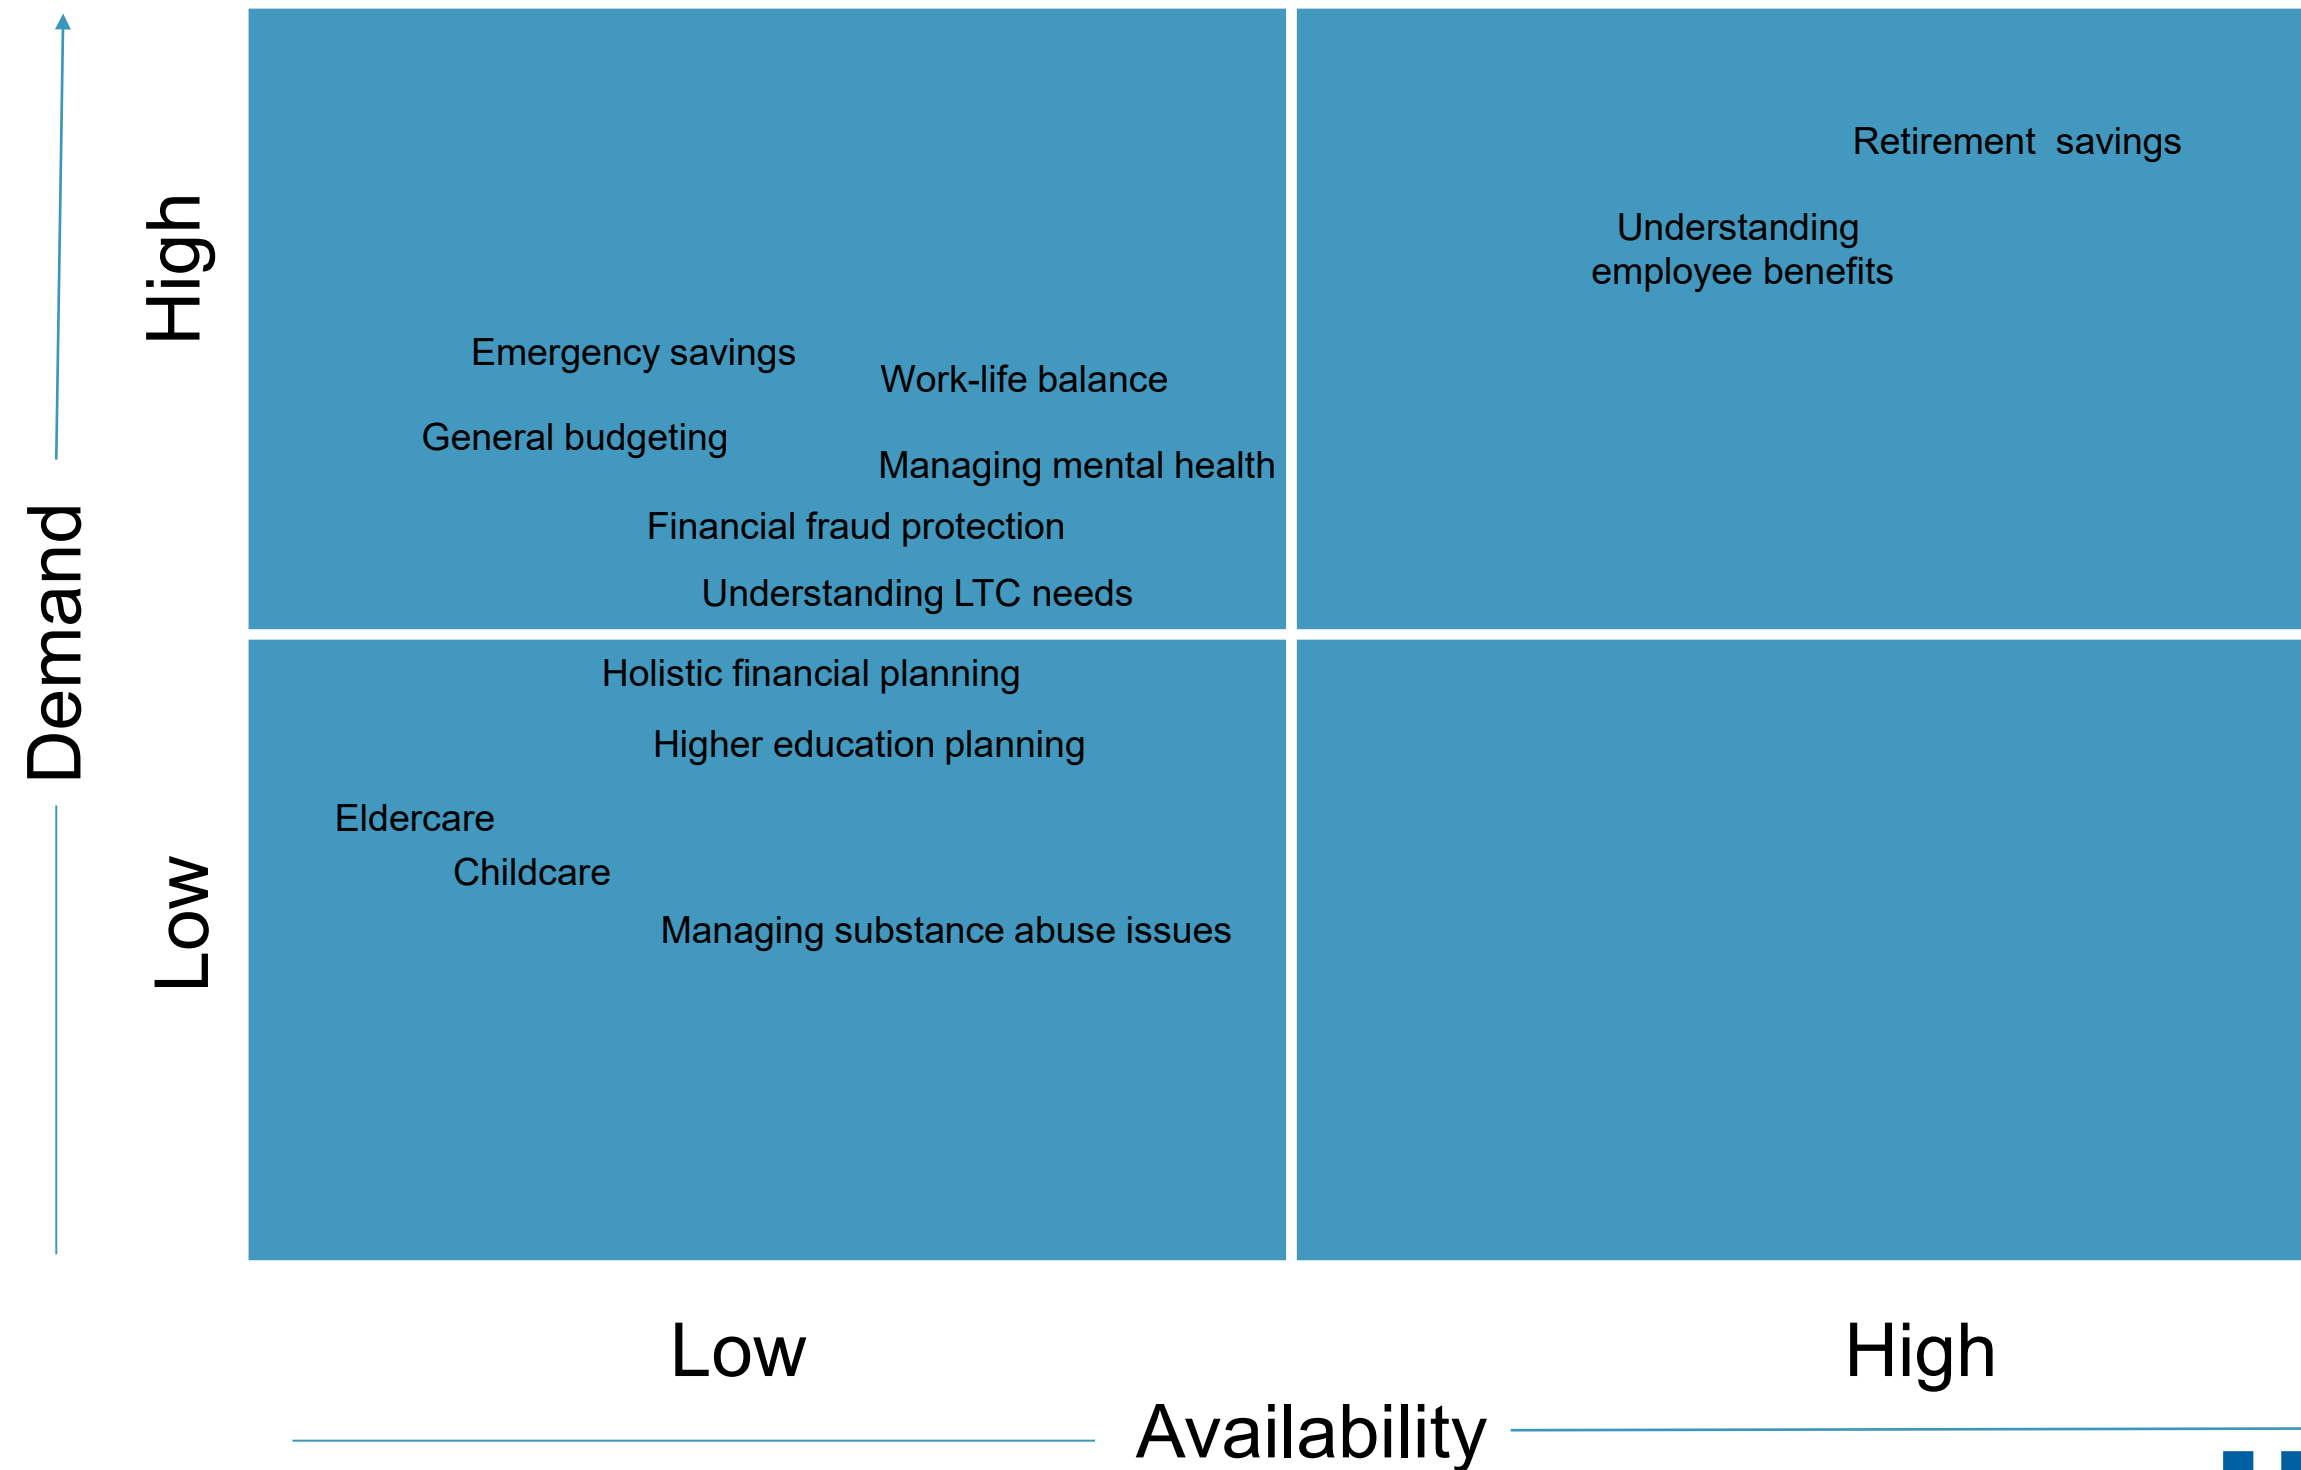 Demand
High
Low
Retirement  savings
Understanding
employee benefits
Emergency savings
Work-life balance
General budgeting
Managing mental health
Financial fraud protection
Understanding LTC needs
Holistic financial planning
Higher education planning
Eldercare
Childcare
Managing substance abuse issues
Low
High
Availability